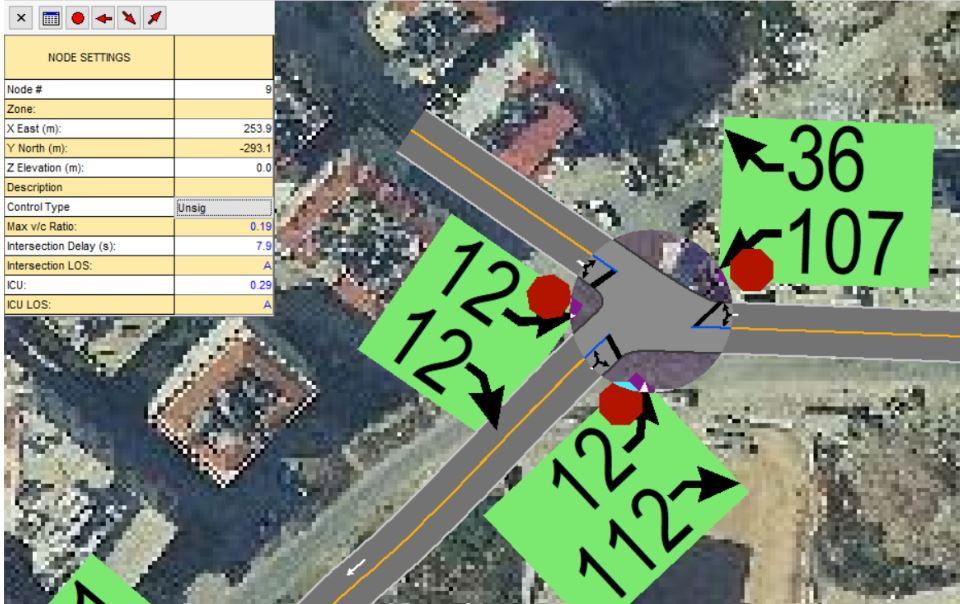 NODE SETTINGS
Node # 9
Zone:
X East (m): 253.9
Y North (m): -293.1
Z Elevation (m): 0.0
Description
Control Type Unsig
Max v/c Ratio: 0.19
Intersection Delay (s): 7.9
Intersection LOS: A
ICU: 0.29
ICU LOS: A
36
107
12
12
12
112